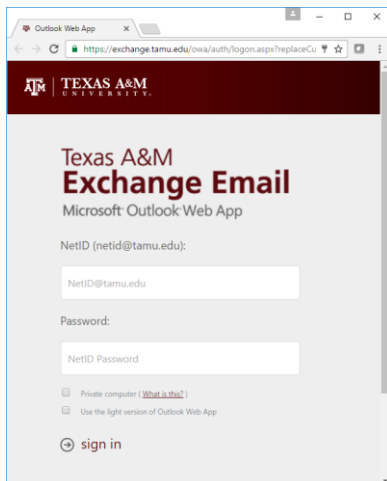 Outlook Web App
https://exchange.tamu.edu/owa/auth/logon.aspx?replaceCu
ĀM | TEXAS A&M
UNIVERSITY.
Texas A&M
Exchange Email
Microsoft Outlook Web App
NetID (netid@tamu.edu):
NetID@tamu.edu
Password:
NetID Password
Private computer ( What is this? )
Use the light version of Outlook Web App
sign in